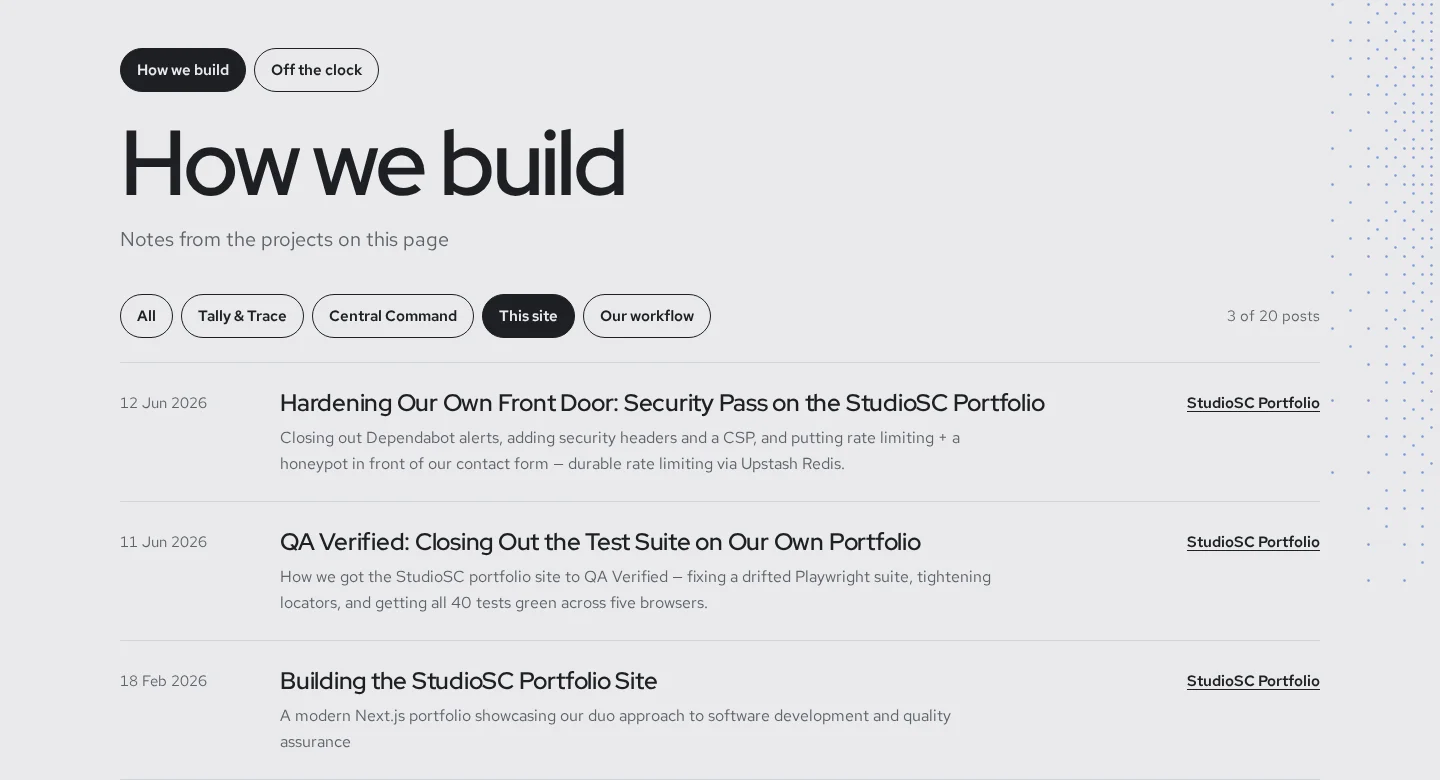 How we build
Off the clock
How we build
Notes from the projects on this page
All
Tally & Trace
Central Command
This site
Our workflow
3 of 20 posts
12 Jun 2026
Hardening Our Own Front Door: Security Pass on the StudioSC Portfolio
StudioSC Portfolio
Closing out Dependabot alerts, adding security headers and a CSP, and putting rate limiting + a
honeypot in front of our contact form — durable rate limiting via Upstash Redis.
11 Jun 2026
QA Verified: Closing Out the Test Suite on Our Own Portfolio
StudioSC Portfolio
How we got the StudioSC portfolio site to QA Verified — fixing a drifted Playwright suite, tightening
locators, and getting all 40 tests green across five browsers.
18 Feb 2026
Building the StudioSC Portfolio Site
StudioSC Portfolio
A modern Next.js portfolio showcasing our duo approach to software development and quality
assurance